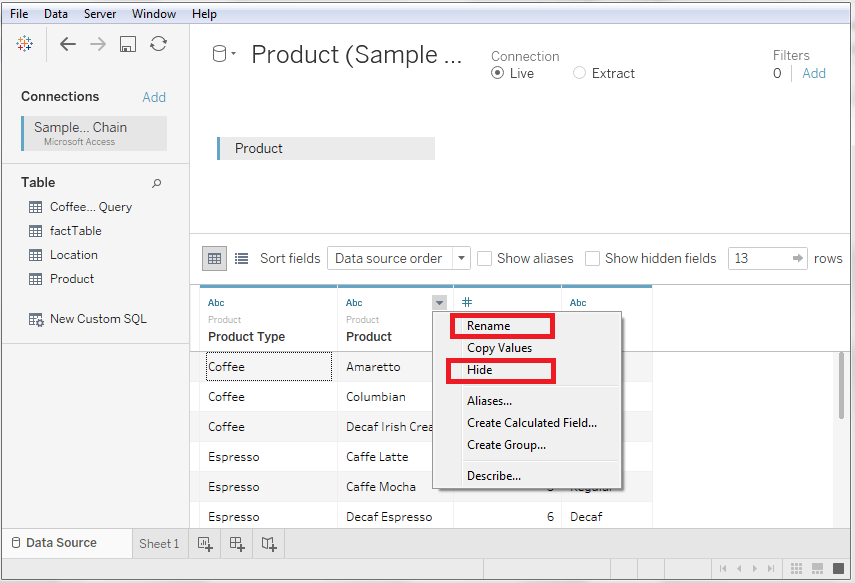 File Data Server Window Help
Product (Sample ...
Connection
Live Extract
Filters
0 Add
Connections Add
Sample... Chain
Microsoft Access
Product
Table
Coffee... Query
factTable
Location
Product
New Custom SQL
Sort fields Data source order Show aliases Show hidden fields 13 rows
Abc Abc # Abc
Product Product
Product Type Product
Coffee Amaretto
Coffee Columbian
Coffee Decaf Irish Crea
Espresso Caffe Latte
Espresso Caffe Mocha
Espresso Decaf Espresso 6 Decaf
Rename
Copy Values
Hide
Aliases...
Create Calculated Field...
Create Group...
Describe...
Data Source Sheet 1